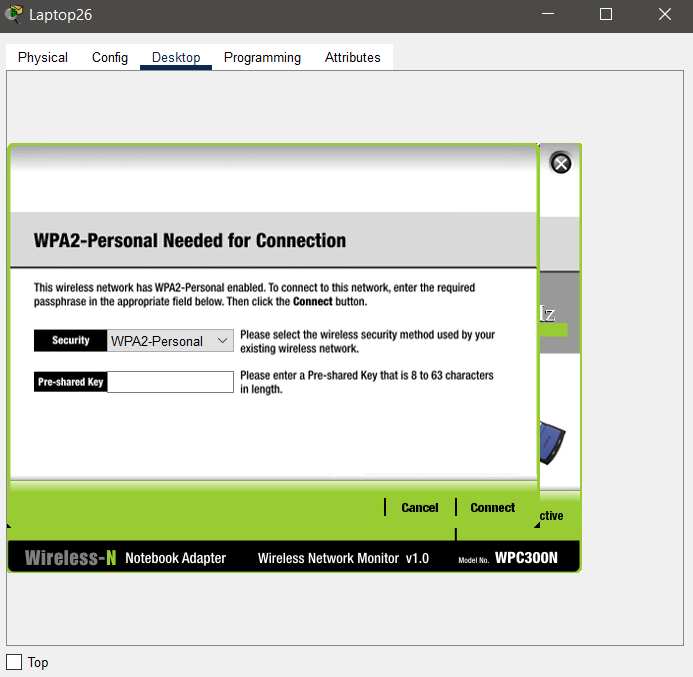 Laptop26
Physical Config Desktop Programming Attributes
WPA2-Personal Needed for Connection
This wireless network has WPA2-Personal enabled. To connect to this network, enter the required
passphrase in the appropriate field below. Then click the Connect button.
Security WPA2-Personal
Please select the wireless security method used by your
existing wireless network.
Pre-shared Key
Please enter a Pre-shared Key that is 8 to 63 characters
in length.
Hz
Cancel Connect
ctive
Wireless-N Notebook Adapter Wireless Network Monitor v1.0 Model No. WPC300N
Top